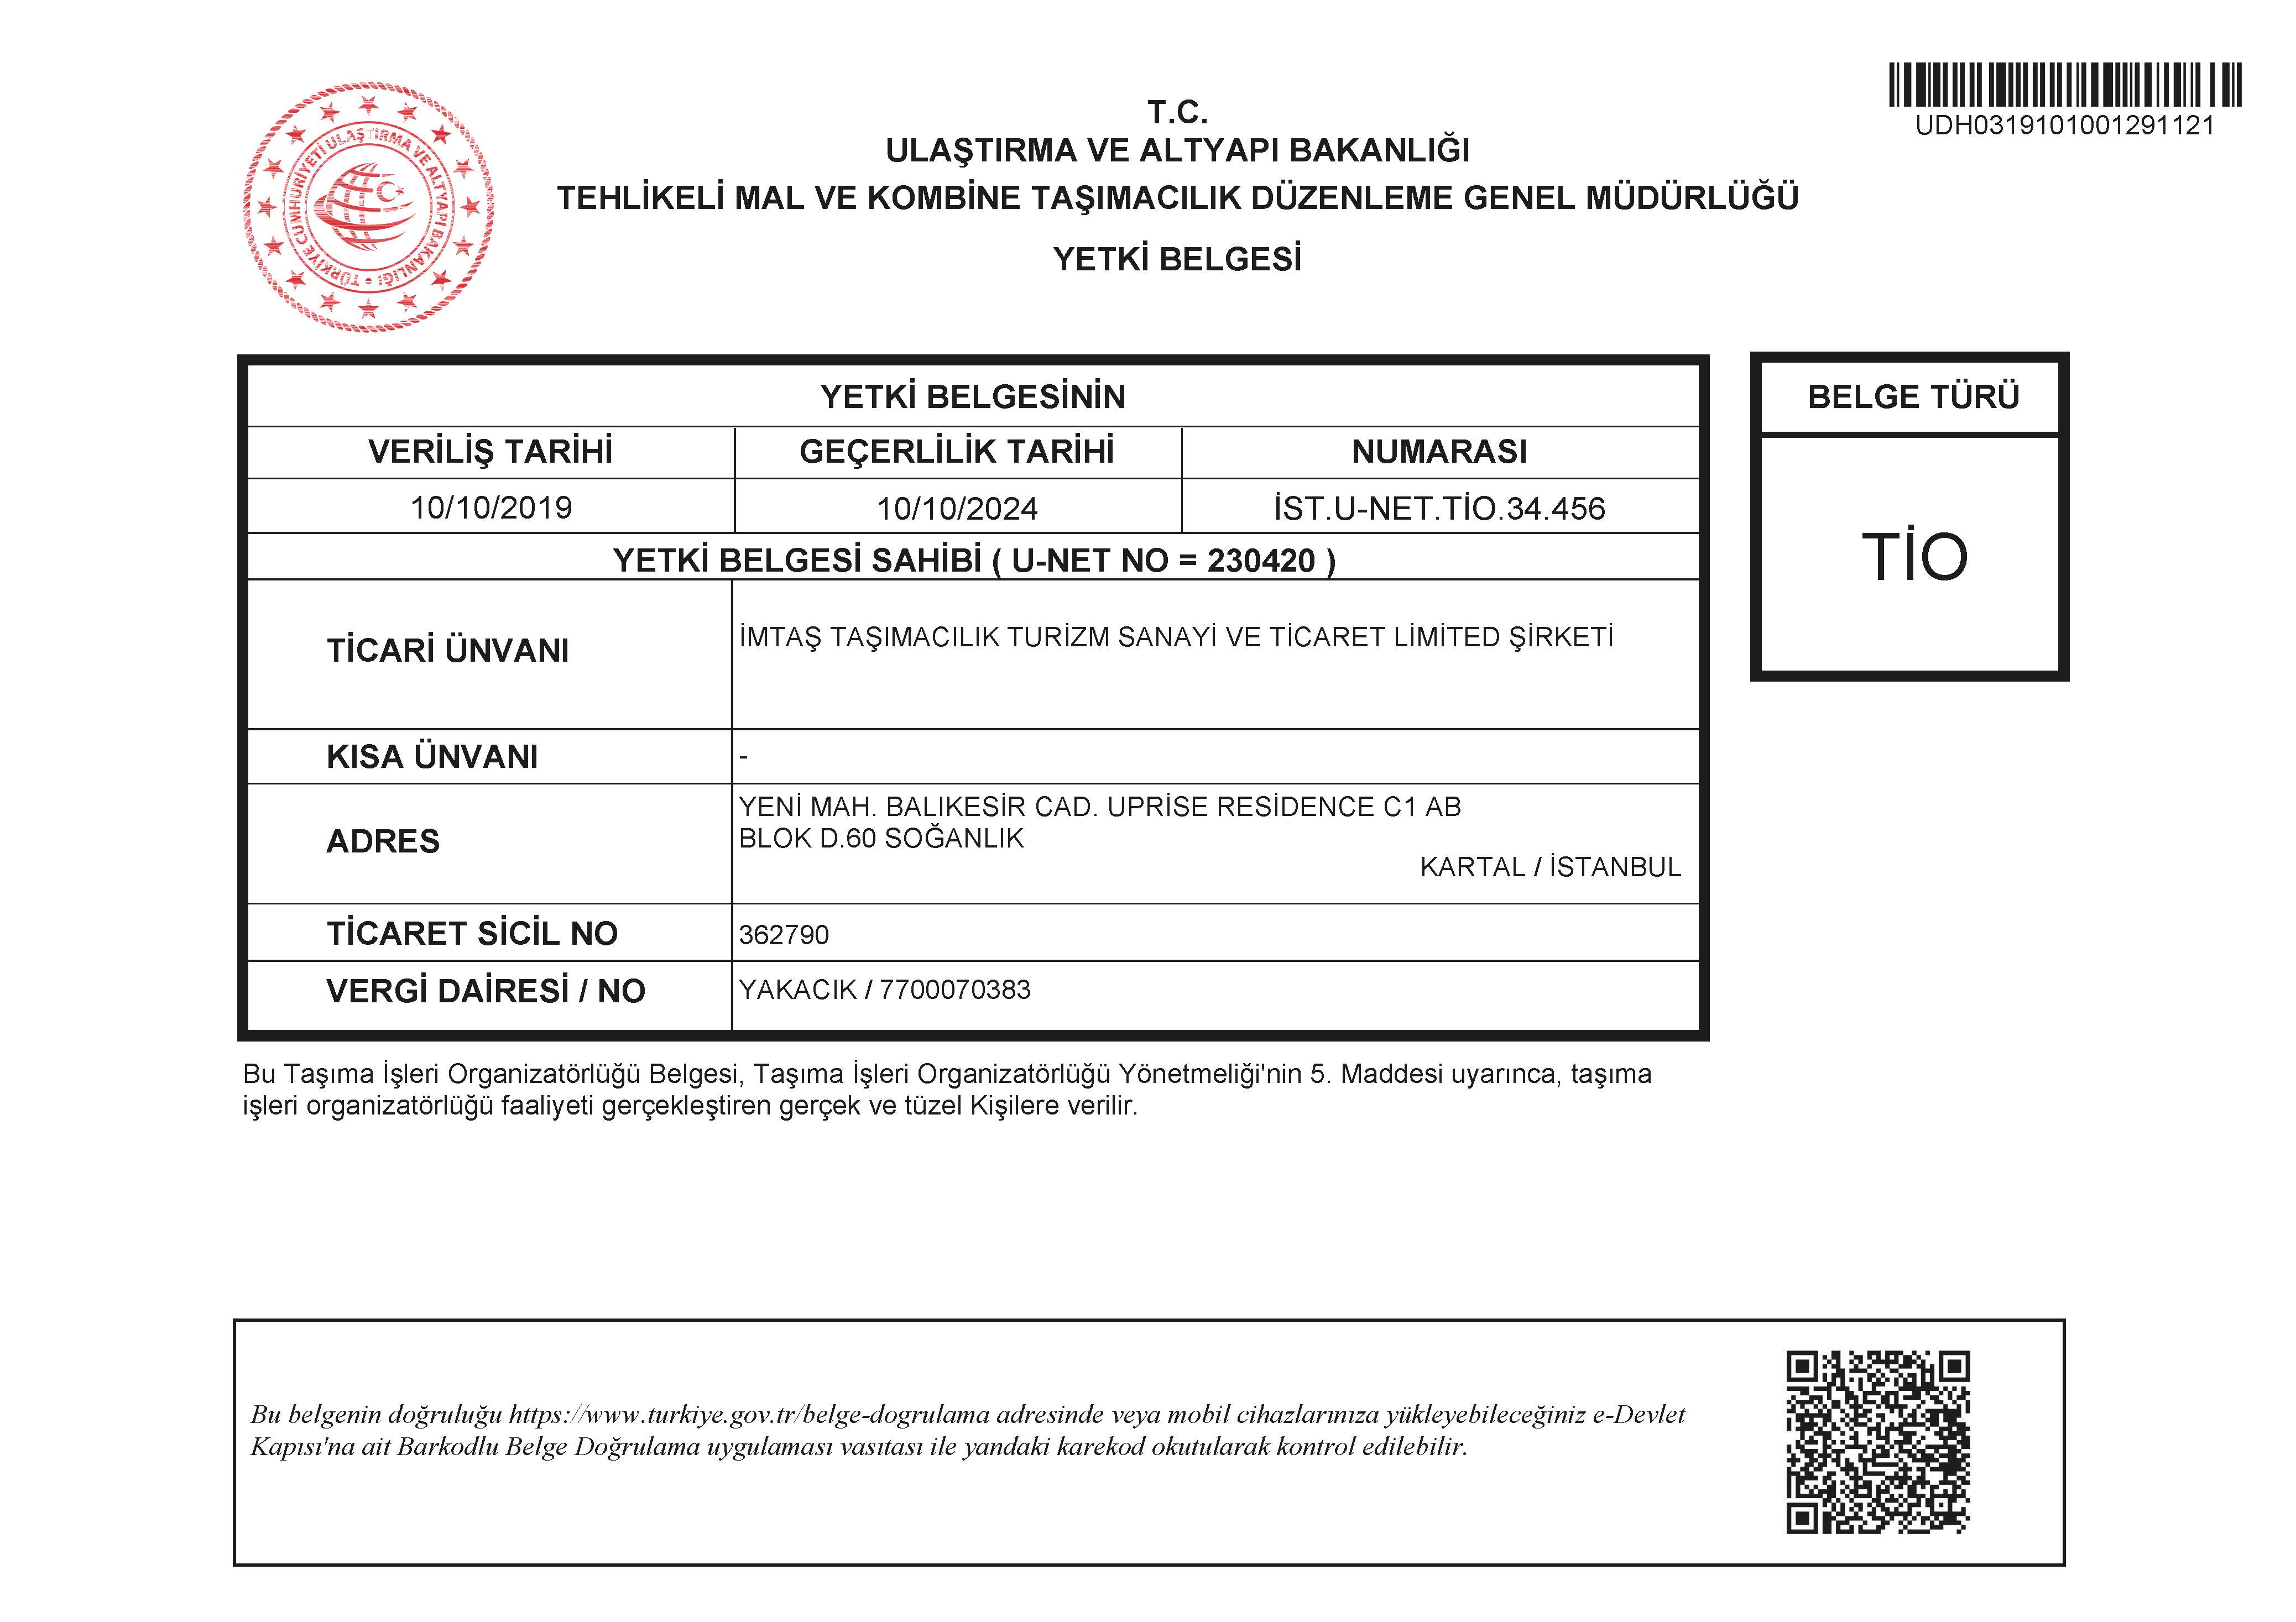 UDH0319101001291121
T.C.
ULAŞTIRMA VE ALTYAPI BAKANLIĞI
TEHLİKELİ MAL VE KOMBİNE TAŞIMACILIK DÜZENLEME GENEL MÜDÜRLÜĞÜ
YETKİ BELGESİ
TÜRKİYE CUMHURİYETİ ULAŞTIRMA VE ALTYAPI BAKANLIĞI
YETKİ BELGESİNİN
VERİLİŞ TARİHİ GEÇERLİLİK TARİHİ NUMARASI
10/10/2019 10/10/2024 İST.U-NET.TİO.34.456
YETKİ BELGESİ SAHİBİ ( U-NET NO = 230420 )
TİCARİ ÜNVANI İMTAŞ TAŞIMACILIK TURİZM SANAYİ VE TİCARET LİMİTED ŞİRKETİ
KISA ÜNVANI -
ADRES YENİ MAH. BALIKESİR CAD. UPRİSE RESİDENCE C1 AB
BLOK D.60 SOĞANLIK
KARTAL / İSTANBUL
TİCARET SİCİL NO 362790
VERGİ DAİRESİ / NO YAKACIK / 7700070383
BELGE TÜRÜ
TİO
Bu Taşıma İşleri Organizatörlüğü Belgesi, Taşıma İşleri Organizatörlüğü Yönetmeliği'nin 5. Maddesi uyarınca, taşıma
işleri organizatörlüğü faaliyeti gerçekleştiren gerçek ve tüzel Kişilere verilir.
Bu belgenin doğruluğu https://www.turkiye.gov.tr/belge-dogrulama adresinde veya mobil cihazlarınıza yükleyebileceğiniz e-Devlet
Kapısı'na ait Barkodlu Belge Doğrulama uygulaması vasıtası ile yandaki karekod okutularak kontrol edilebilir.